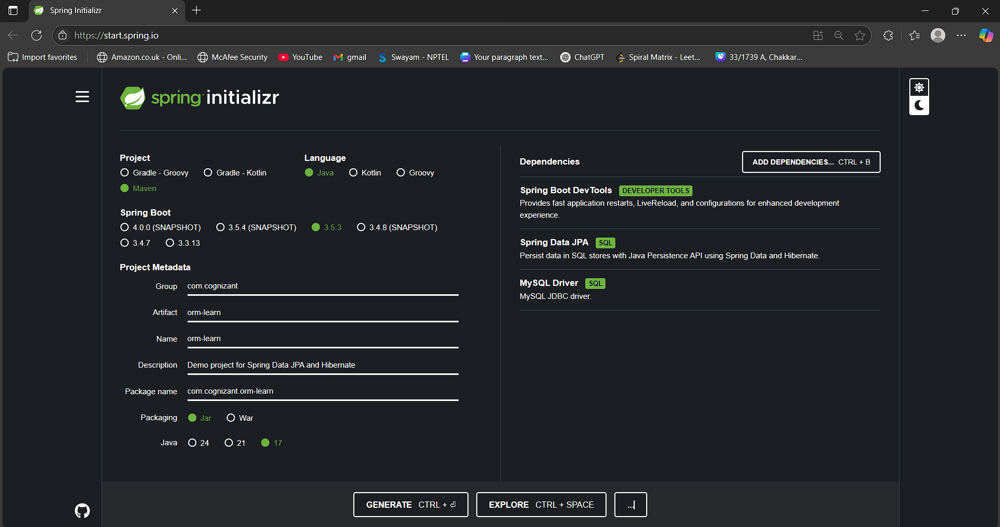 Spring Initializr
https://start.spring.io
Import favorites
Amazon.co.uk - Onli...
McAfee Security
YouTube
gmail
Swayam - NPTEL
Your paragraph text...
ChatGPT
Spiral Matrix - Leet...
33/1739 A, Chakkar...
spring initializr
Project
Gradle - Groovy
Gradle - Kotlin
Maven
Language
Java
Kotlin
Groovy
Spring Boot
4.0.0 (SNAPSHOT)
3.5.4 (SNAPSHOT)
3.5.3
3.4.8 (SNAPSHOT)
3.4.7
3.3.13
Project Metadata
Group com.cognizant
Artifact orm-learn
Name orm-learn
Description Demo project for Spring Data JPA and Hibernate
Package name com.cognizant.orm-learn
Packaging Jar War
Java 24 21 17
Dependencies
ADD DEPENDENCIES... CTRL + B
Spring Boot DevTools DEVELOPER TOOLS
Provides fast application restarts, LiveReload, and configurations for enhanced development
experience.
Spring Data JPA SQL
Persist data in SQL stores with Java Persistence API using Spring Data and Hibernate.
MySQL Driver SQL
MySQL JDBC driver.
GENERATE CTRL + ⏎
EXPLORE CTRL + SPACE
...